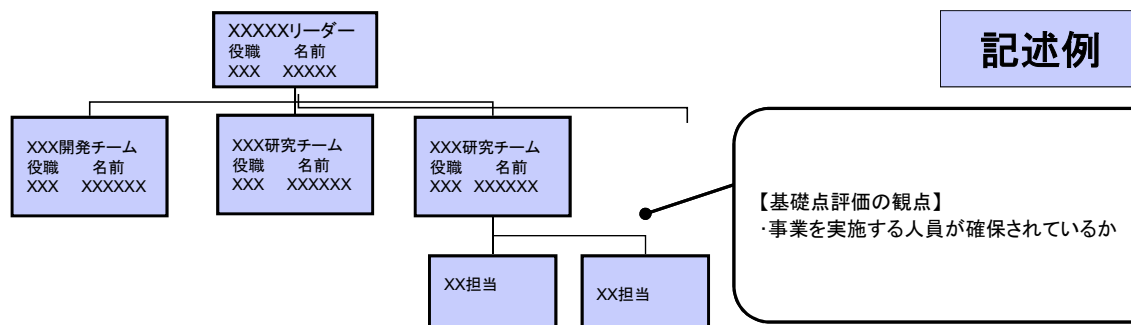 XXXXXリーダー
役職 名前
XXX XXXXX
記述例
XXX開発チーム
役職 名前
XXX XXXXXX
XXX研究チーム
役職 名前
XXX XXXXXX
XXX研究チーム
役職 名前
XXX XXXXXX
【基礎点評価の観点】
・事業を実施する人員が確保されているか
XX担当
XX担当